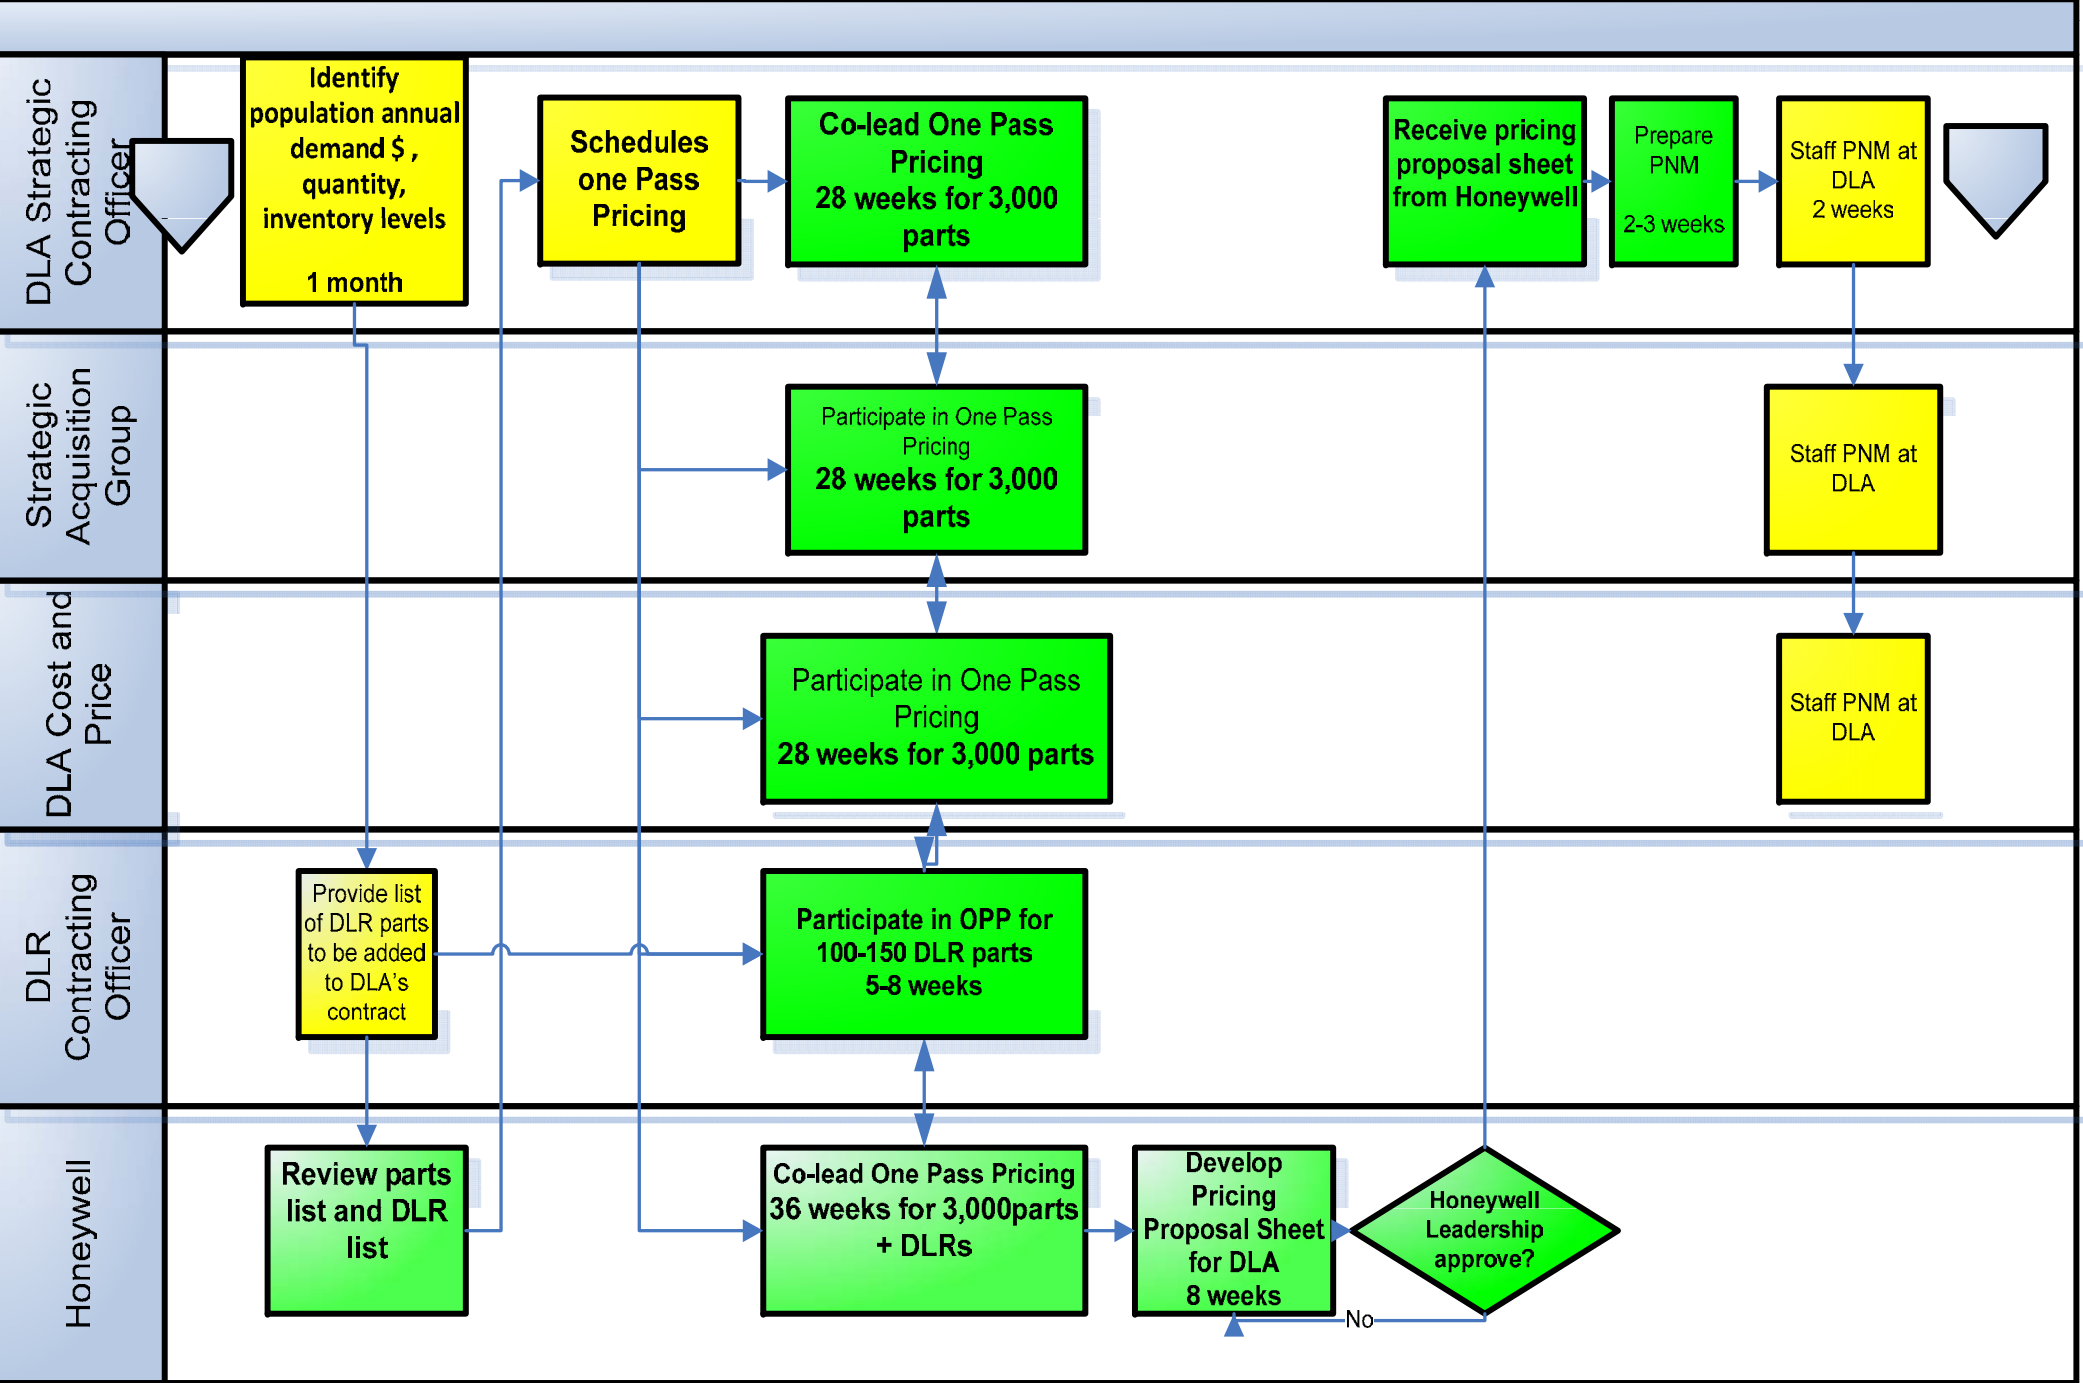 DLA Strategic
Contracting
Officer
Identify
population annual
demand $ ,
quantity,
inventory levels
1 month
Schedules
one Pass
Pricing
Co-lead One Pass
Pricing
28 weeks for 3,000
parts
Receive pricing
proposal sheet
from Honeywell
Prepare
PNM
2-3 weeks
Staff PNM at
DLA
2 weeks
Strategic
Acquisition
Group
Participate in One Pass
Pricing
28 weeks for 3,000
parts
Staff PNM at
DLA
DLA Cost and
Price
Participate in One Pass
Pricing
28 weeks for 3,000 parts
Staff PNM at
DLA
DLR
Contracting
Officer
Provide list
of DLR parts
to be added
to DLA's
contract
Participate in OPP for
100-150 DLR parts
5-8 weeks
Honeywell
Review parts
list and DLR
list
Co-lead One Pass Pricing
36 weeks for 3,000parts
+ DLRs
Develop
Pricing
Proposal Sheet
for DLA
8 weeks
Honeywell
Leadership
approve?
No